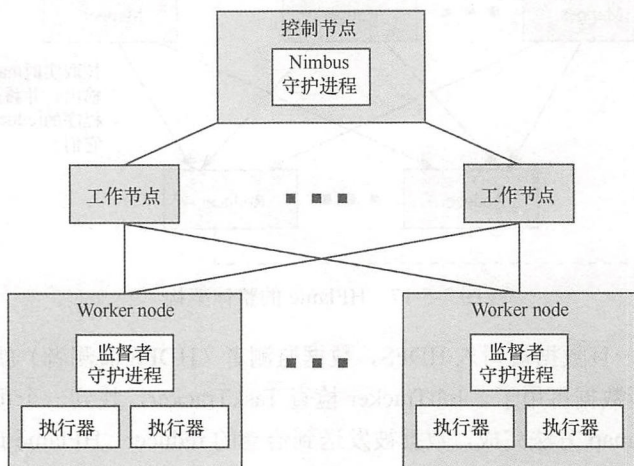 控制节点
Nimbus
守护进程
工作节点
工作节点
Worker node
监督者
守护进程
执行器
执行器
Worker node
监督者
守护进程
执行器
执行器